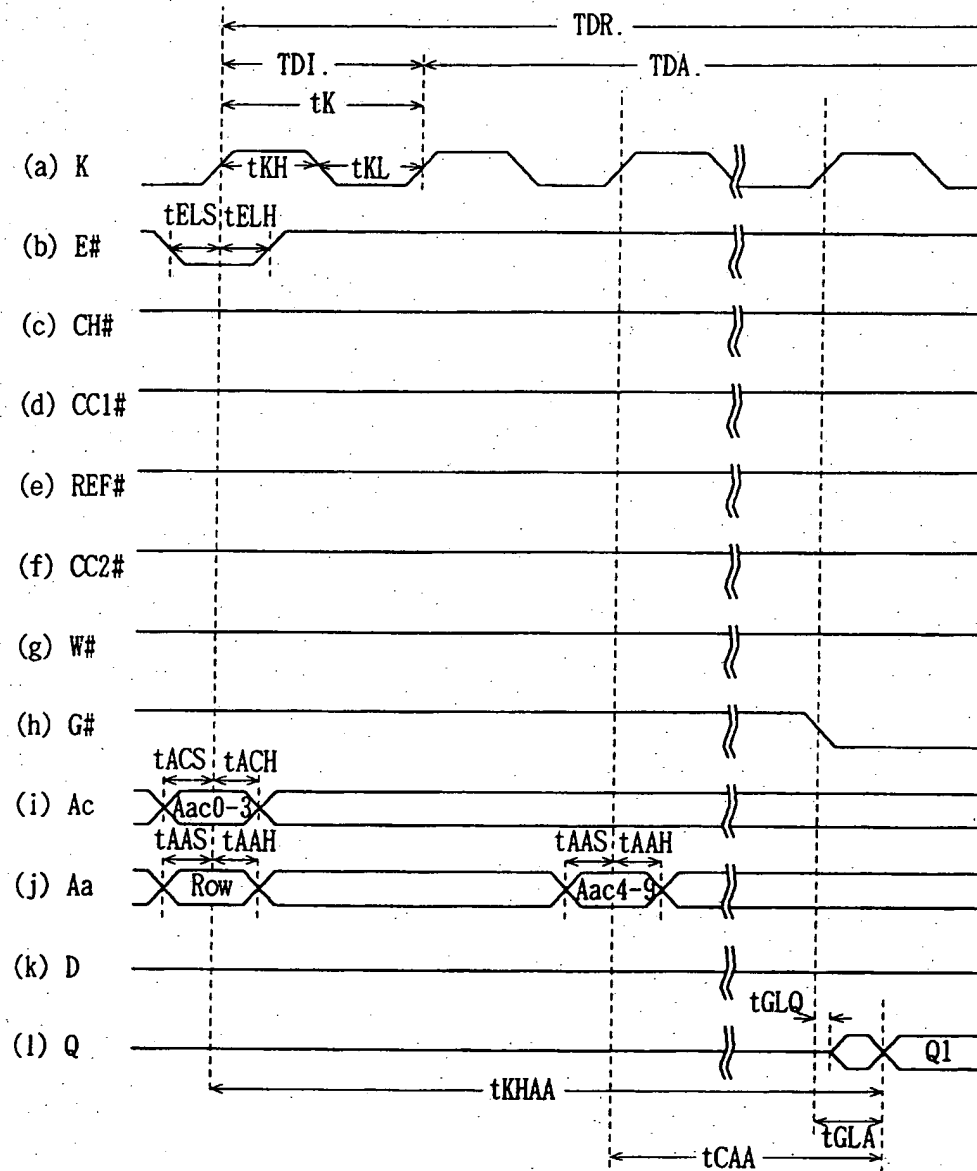 TDR.
TDI. TDA.
tK
(a) K tKH tKL
tELS tELH
(b) E#
(c) CH#
(d) CC1#
(e) REF#
(f) CC2#
(g) W#
(h) G#
tACS tACH
(i) Ac Aac0-3
tAAS tAAH tAAS tAAH
(j) Aa Row Aac4-9
(k) D
tGLQ
(l) Q Q1
tKHAA
tGLA
tCAA